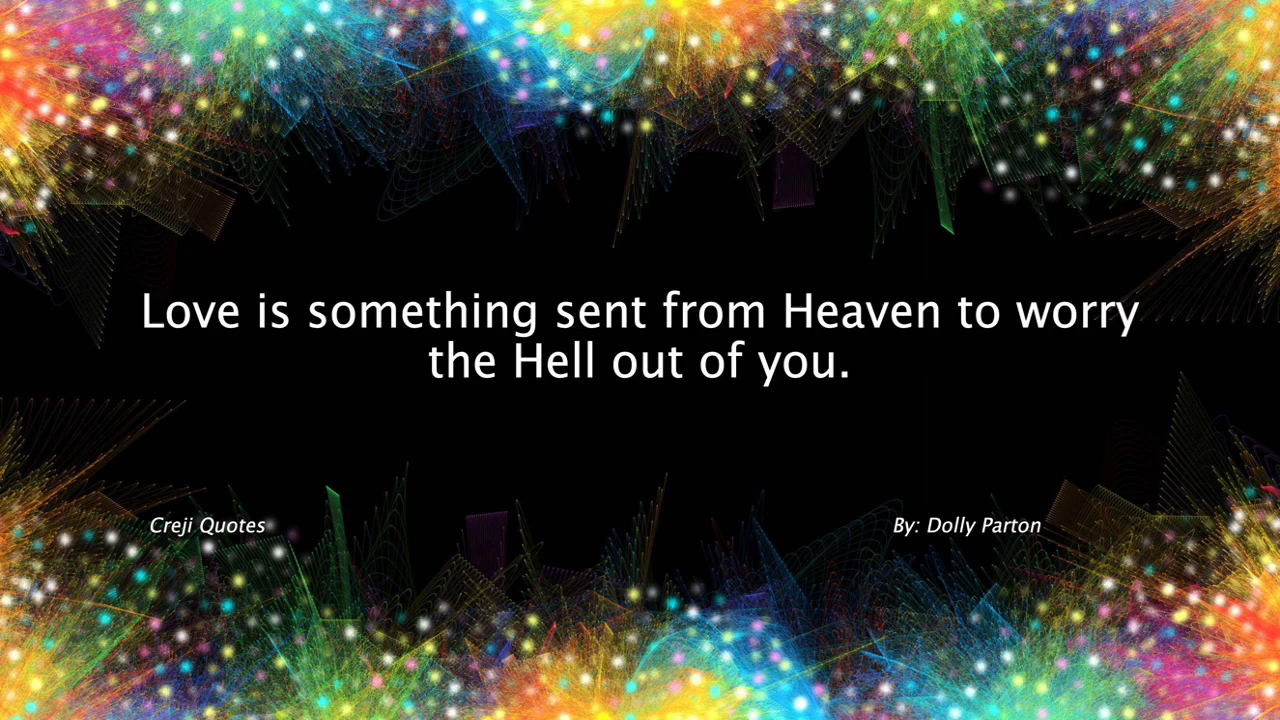 Love is something sent from Heaven to worry
the Hell out of you.
Creji Quotes
By: Dolly Parton